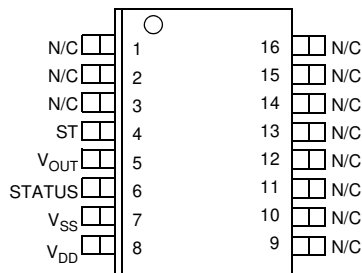 N/C 1 16 N/C
N/C 2 15 N/C
N/C 3 14 N/C
ST 4 13 N/C
VOUT 5 12 N/C
STATUS 6 11 N/C
VSS 7 10 N/C
VDD 8 9 N/C